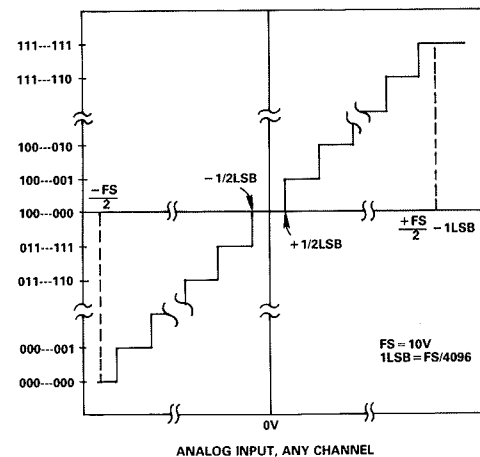 111---111
111---110
100---010
100---001
100---000
011---111
011---110
000---001
000---000
−FS
2
−1/2LSB
+1/2LSB
+FS
2
−1LSB
FS=10V
1LSB=FS/4096
0V
ANALOG INPUT, ANY CHANNEL